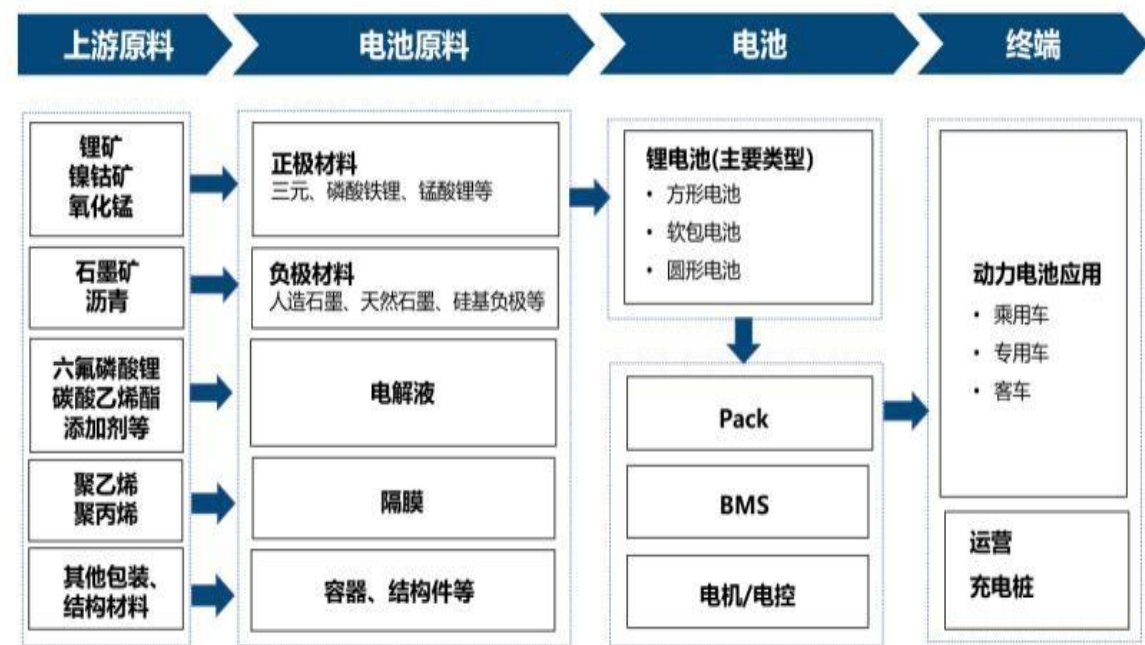 上游原料
电池原料
电池
终端
锂矿
镍钴矿
氧化锰
正极材料
三元、磷酸铁锂、锰酸锂等
石墨矿
沥青
负极材料
人造石墨、天然石墨、硅基负极等
六氟磷酸锂
碳酸乙烯酯
添加剂等
电解液
聚乙烯
聚丙烯
隔膜
其他包装、
结构材料
容器、结构件等
锂电池(主要类型)
• 方形电池
• 软包电池
• 圆形电池
Pack
BMS
电机/电控
动力电池应用
• 乘用车
• 专用车
• 客车
运营
充电桩